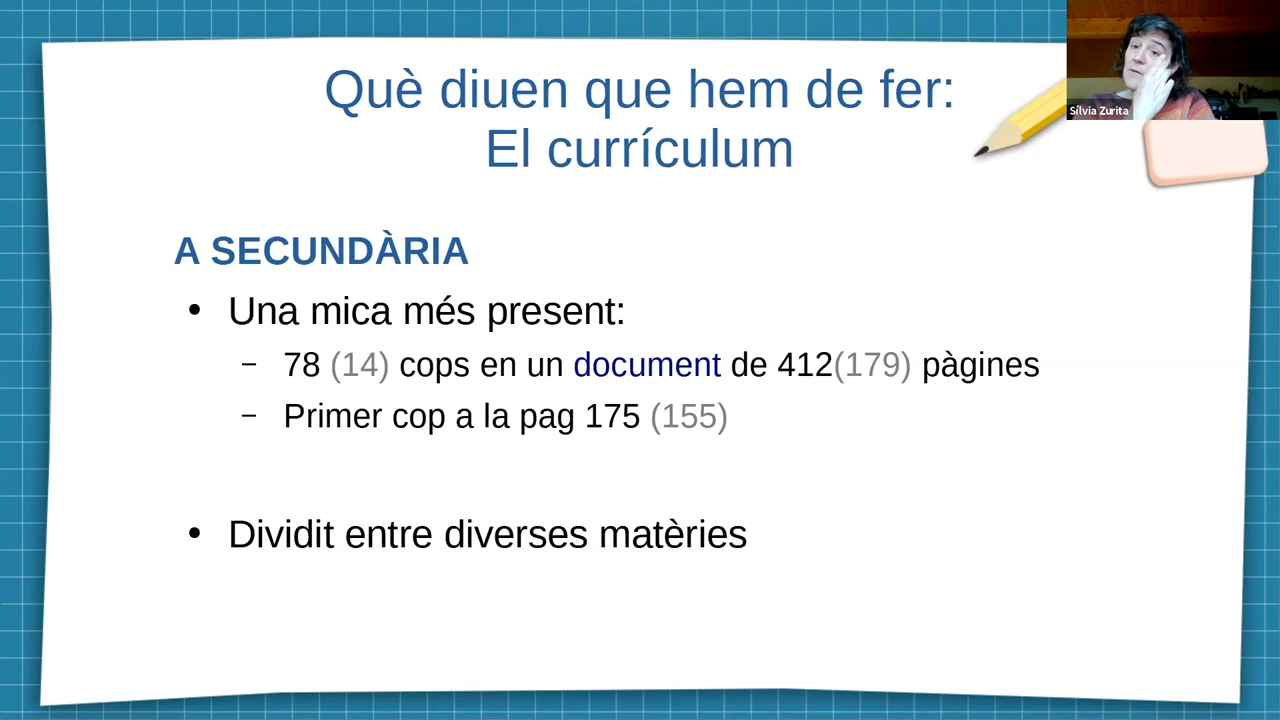 Què diuen que hem de fer:
El currículum
Sílvia Zurita
A SECUNDÀRIA
• Una mica més present:
– 78 (14) cops en un document de 412(179) pàgines
– Primer cop a la pag 175 (155)
• Dividit entre diverses matèries